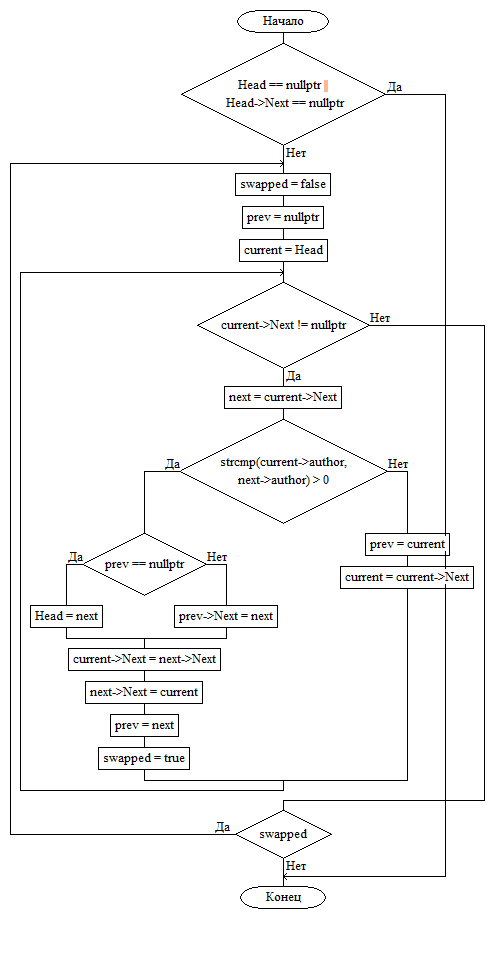 Начало
Head == nullptr
Head->Next == nullptr
Да
Нет
swapped = false
prev = nullptr
current = Head
current->Next != nullptr
Нет
Да
next = current->Next
strcmp(current->author,
next->author) > 0
Да
Нет
prev == nullptr
Да
Нет
prev = current
current = current->Next
Head = next
prev->Next = next
current->Next = next->Next
next->Next = current
prev = next
swapped = true
swapped
Да
Нет
Конец